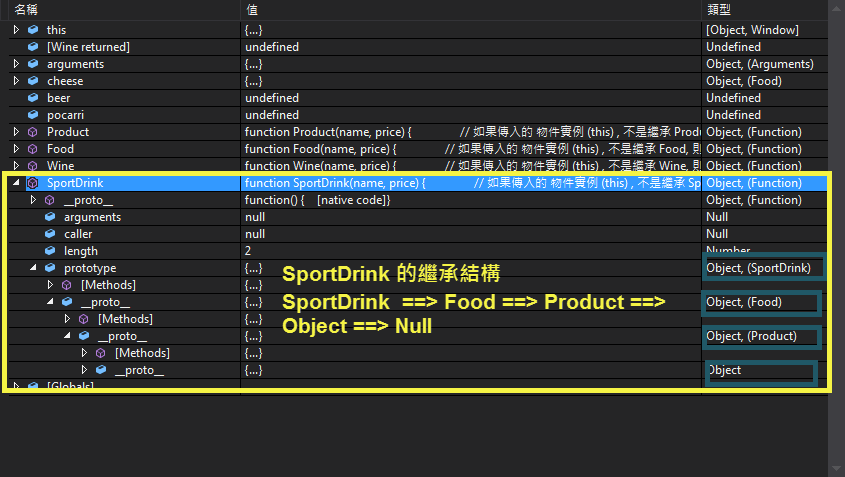 名稱 值 類型
this {...} [Object, Window]
[Wine returned] undefined Undefined
arguments {...} Object, (Arguments)
cheese {...} Object, (Food)
beer undefined Undefined
pocarri undefined Undefined
Product function Product(name, price) { // 如果傳入的 物件實例 (this) , 不是繼承 Prod Object, (Function)
Food function Food(name, price) { // 如果傳入的 物件實例 (this) , 不是繼承 Food, 則 Object, (Function)
Wine function Wine(name, price) { // 如果傳入的 物件實例 (this) , 不是繼承 Wine, 則 Object, (Function)
SportDrink function SportDrink(name, price) { // 如果傳入的 物件實例 (this) , 不是繼承 Sp Object, (Function)
__proto__ function() { [native code]} Object, (Function)
arguments null Null
caller null Null
length 2 Number
prototype {...} Object, (SportDrink)
SportDrink 的繼承結構
[Methods] {...}
__proto__ {...} Object, (Food)
SportDrink ==> Food ==> Product ==>
[Methods] {...}
Object ==> Null
__proto__ {...} Object, (Product)
[Methods] {...}
__proto__ {...} Object
[Globals] {...}